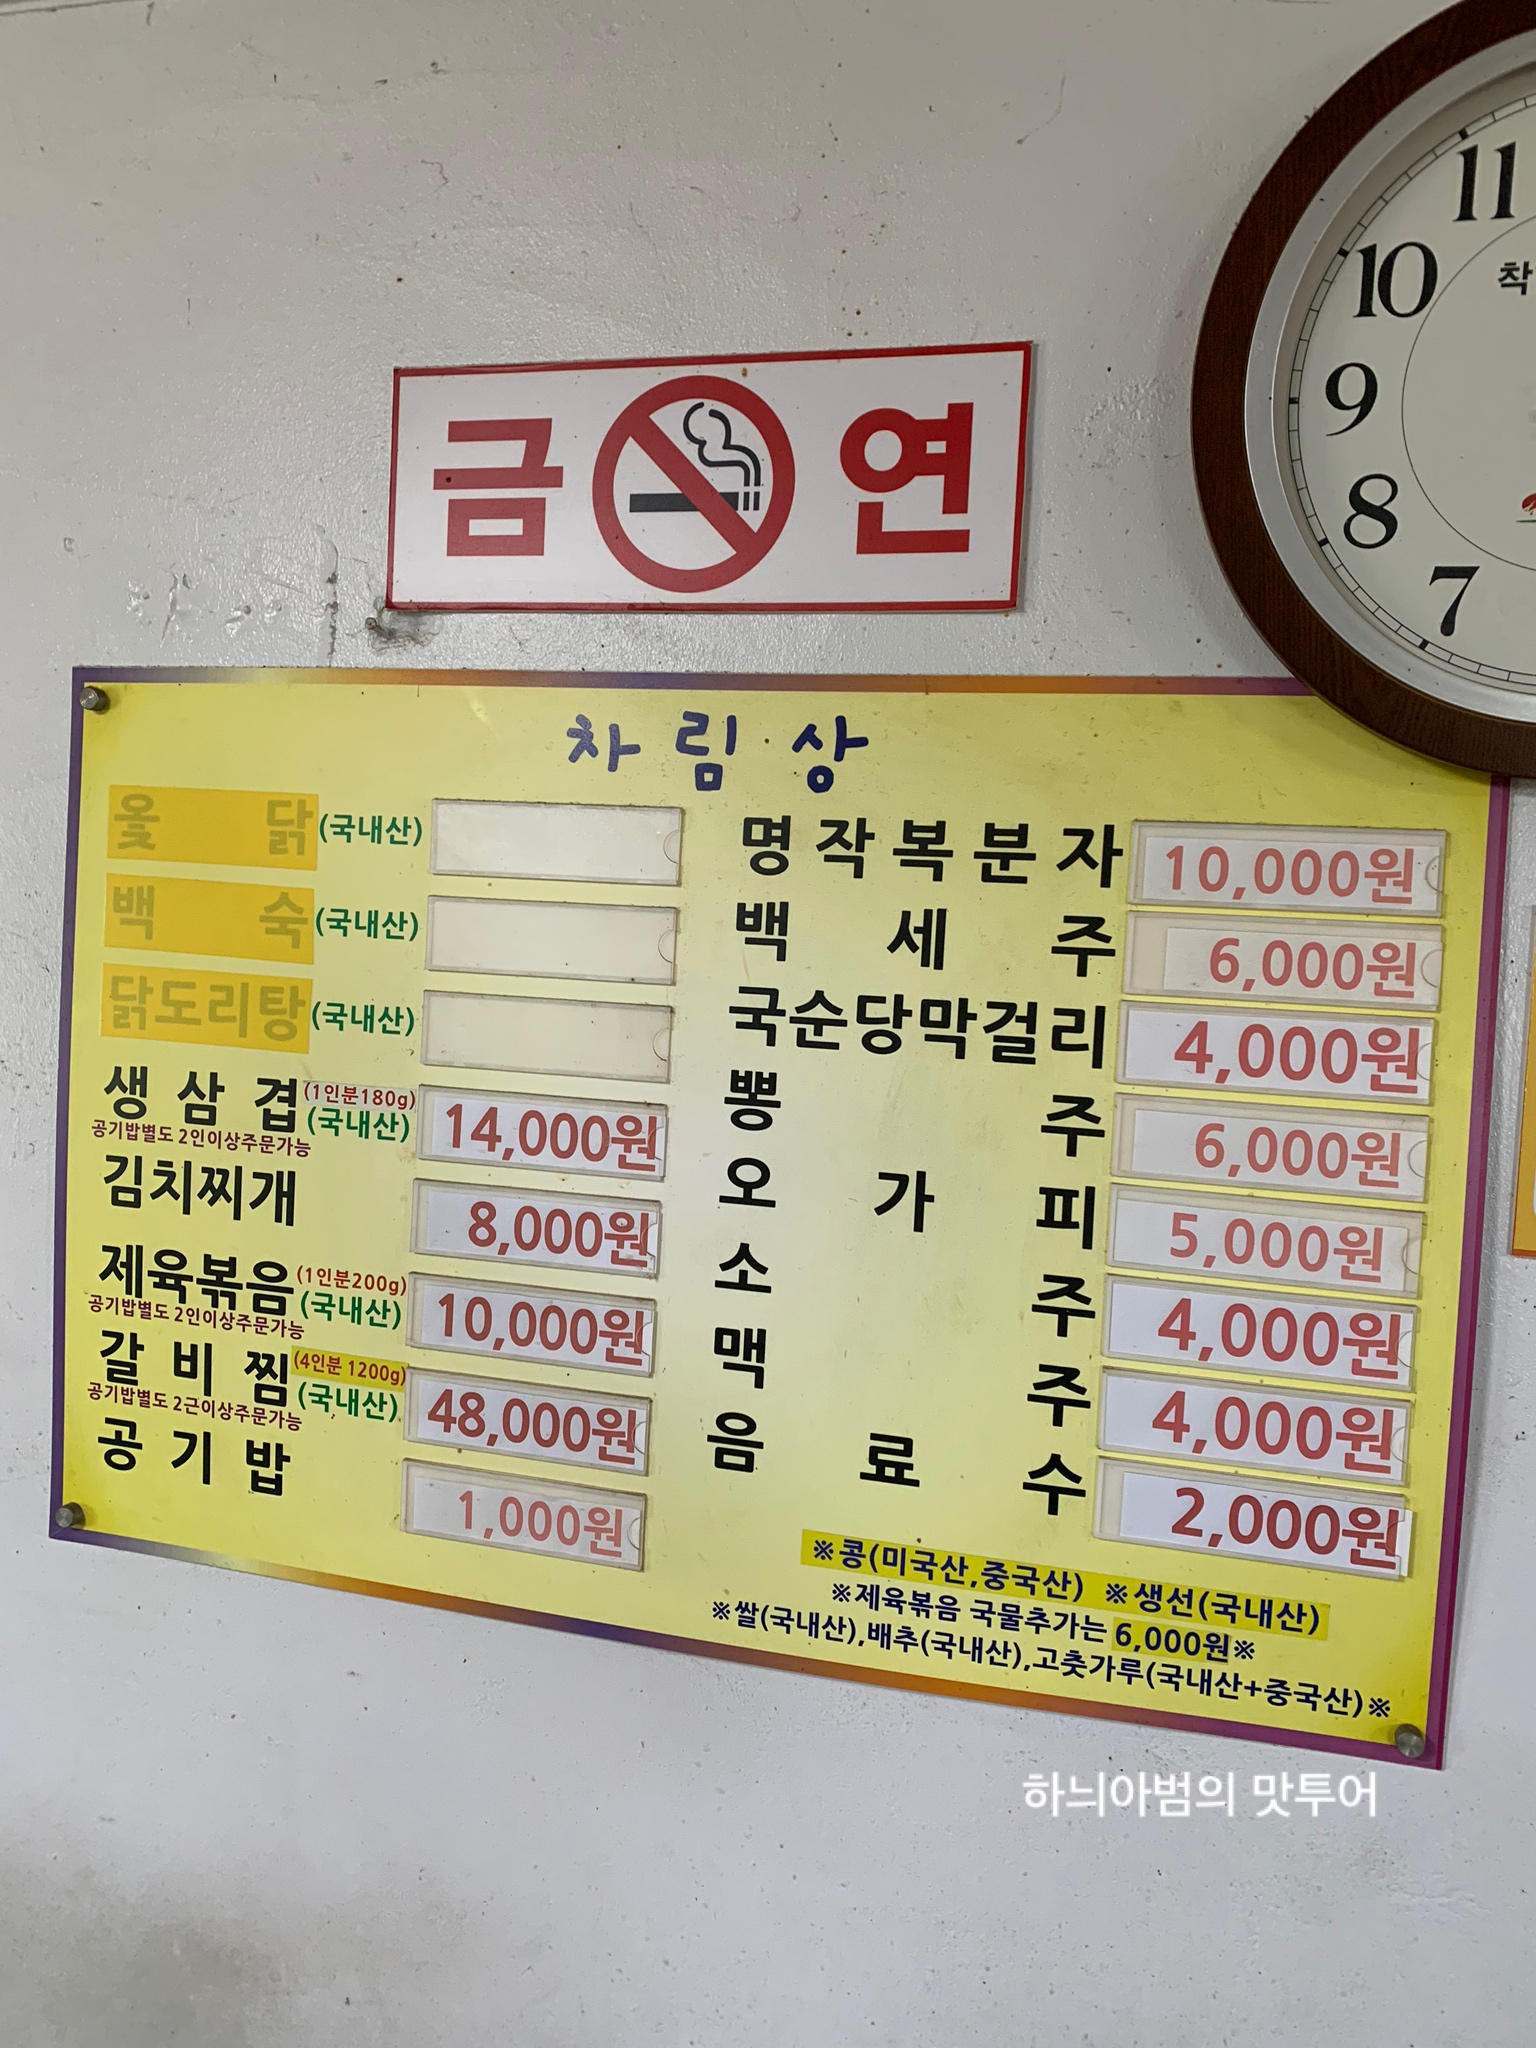 11
10
착
9
8
7
금 연
차림상
옻 닭(국내산)
백 숙(국내산)
닭도리탕(국내산)
생삼겹(1인분180g)(국내산) 14,000원
공기밥별도 2인이상주문가능
김치찌개 8,000원
제육볶음(1인분200g)(국내산) 10,000원
공기밥별도 2인이상주문가능
갈비찜(4인분 1200g)(국내산) 48,000원
공기밥별도 2근이상주문가능
공기밥 1,000원
명작복분자 10,000원
백세주 6,000원
국순당막걸리 4,000원
뽕주 6,000원
오가피 5,000원
소주 4,000원
맥주 4,000원
음료수 2,000원
※콩(미국산,중국산) ※생선(국내산)
※제육볶음 국물추가는 6,000원※
※쌀(국내산),배추(국내산),고춧가루(국내산+중국산)※
하늬아범의 맛투어